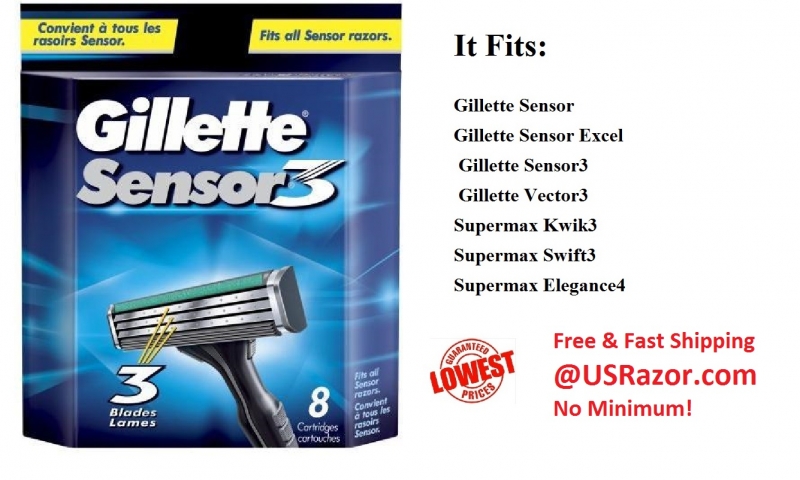 Convient à tous les
rasoirs Sensor.
Fits all Sensor razors.
Gillette®
Sensor3
3
Blades
Lames
8
Cartridges
cartouches
Fits all
Sensor
razors.
Convient
à tous les
rasoirs
Sensor.
It Fits:
Gillette Sensor
Gillette Sensor Excel
Gillette Sensor3
Gillette Vector3
Supermax Kwik3
Supermax Swift3
Supermax Elegance4
GUARANTEED
LOWEST
PRICES
Free & Fast Shipping
@USRazor.com
No Minimum!